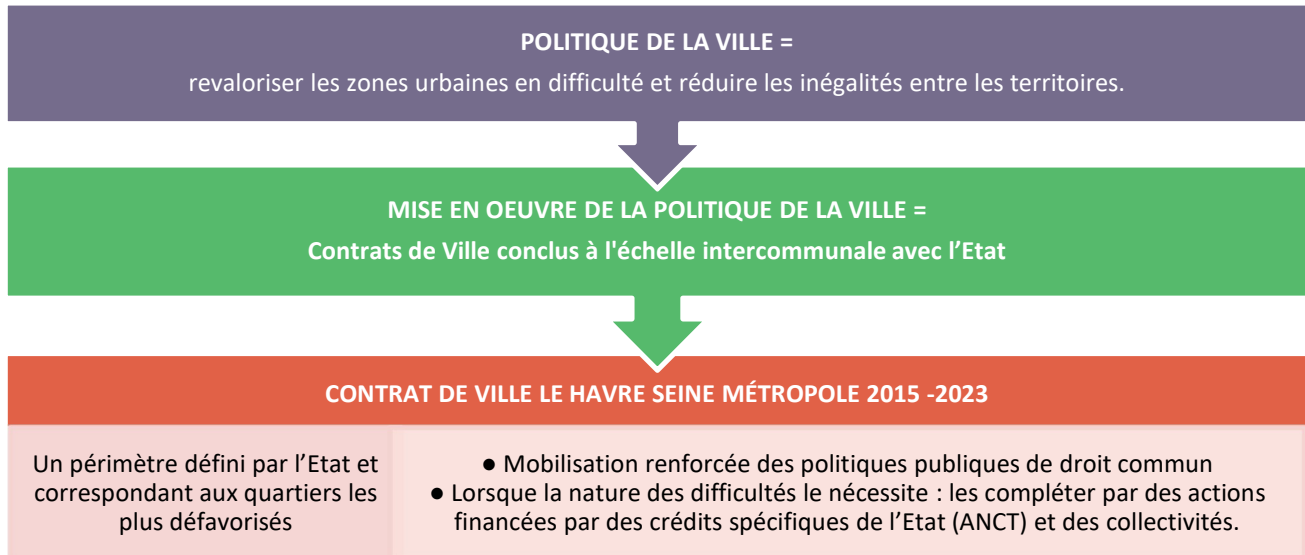 POLITIQUE DE LA VILLE =
revaloriser les zones urbaines en difficulté et réduire les inégalités entre les territoires.
MISE EN OEUVRE DE LA POLITIQUE DE LA VILLE =
Contrats de Ville conclus à l'échelle intercommunale avec l’Etat
CONTRAT DE VILLE LE HAVRE SEINE MÉTROPOLE 2015 -2023
Un périmètre défini par l’Etat et
correspondant aux quartiers les
plus défavorisés
● Mobilisation renforcée des politiques publiques de droit commun
● Lorsque la nature des difficultés le nécessite : les compléter par des actions
financées par des crédits spécifiques de l’Etat (ANCT) et des collectivités.